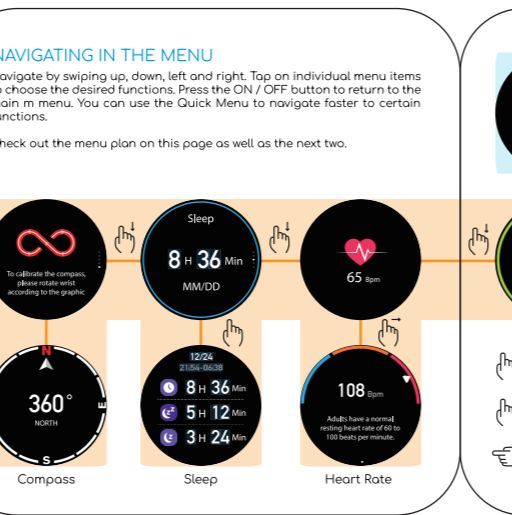 NAVIGATING IN THE MENU
avigate by swiping up, down, left and right. Tap on individual menu items
choose the desired functions. Press the ON / OFF button to return to the
ain m menu. You can use the Quick Menu to navigate faster to certain
unctions.
heck out the menu plan on this page as well as the next two.
To calibrate the compass,
please rotate wrist
according to the graphic
Sleep
8 H 36 Min
MM/DD
65 Bpm
N
360°
NORTH
E
S
12/24
21:54-06:38
8 H 36 Min
5 H 12 Min
3 H 24 Min
108 Bpm
Adults have a normal
resting heart rate of 60 to
100 beats per minute.
Compass
Sleep
Heart Rate